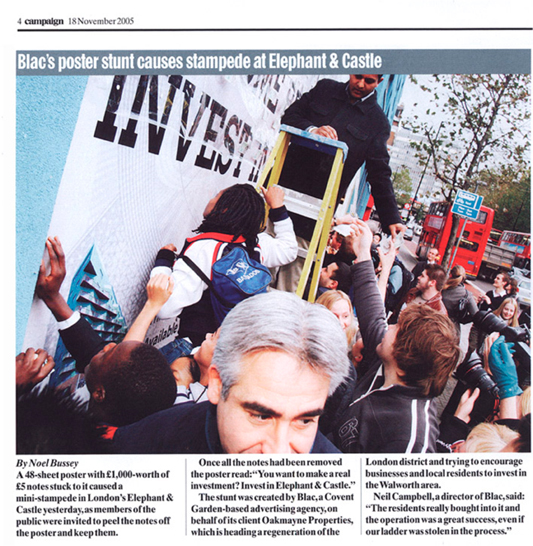 4 campaign 18 November 2005
Blac's poster stunt causes stampede at Elephant & Castle
INVEST IN
Available
By Noel Bussey
A 48-sheet poster with £1,000-worth of
£5 notes stuck to it caused a
mini-stampede in London's Elephant &
Castle yesterday, as members of the
public were invited to peel the notes off
the poster and keep them.
Once all the notes had been removed
the poster read: "You want to make a real
investment? Invest in Elephant & Castle."
The stunt was created by Blac, a Covent
Garden-based advertising agency, on
behalf of its client Oakmayne Properties,
which is heading a regeneration of the
London district and trying to encourage
businesses and local residents to invest in
the Walworth area.
Neil Campbell, a director of Blac, said:
"The residents really bought into it and
the operation was a great success, even if
our ladder was stolen in the process."